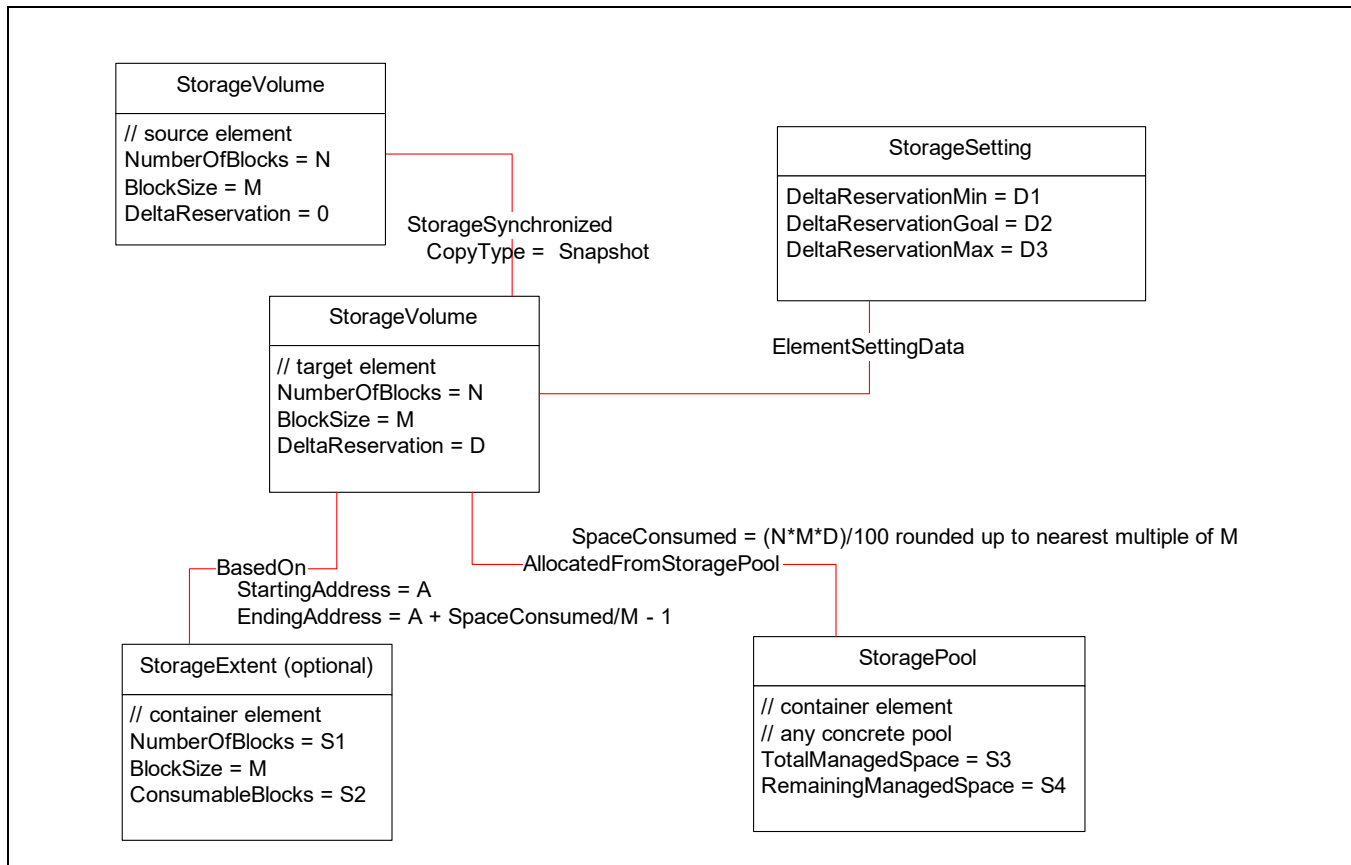 StorageVolume
// source element
NumberOfBlocks = N
BlockSize = M
DeltaReservation = 0
StorageSetting
DeltaReservationMin = D1
DeltaReservationGoal = D2
DeltaReservationMax = D3
StorageSynchronized
CopyType = Snapshot
StorageVolume
// target element
NumberOfBlocks = N
BlockSize = M
DeltaReservation = D
ElementSettingData
SpaceConsumed = (N*M*D)/100 rounded up to nearest multiple of M
AllocatedFromStoragePool
BasedOn
StartingAddress = A
EndingAddress = A + SpaceConsumed/M - 1
StorageExtent (optional)
// container element
NumberOfBlocks = S1
BlockSize = M
ConsumableBlocks = S2
StoragePool
// container element
// any concrete pool
TotalManagedSpace = S3
RemainingManagedSpace = S4